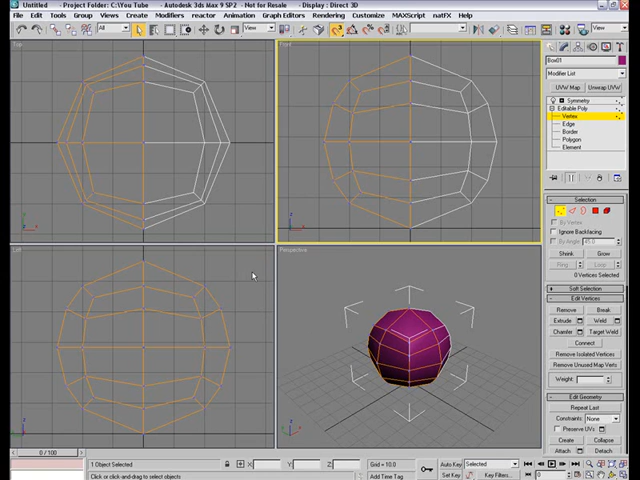 Untitled - Project Folder: C:\You Tube - Autodesk 3ds Max 9 SP2 - Not for Resale - Display : Direct 3D
File Edit Tools Group Views Create Modifiers reactor Animation Graph Editors Rendering Customize MAXScript matFX Help
All View View
Top Front
Box01
Modifier List
UVW Map Unwrap UVW
Symmetry
Editable Poly
Vertex
Edge
Border
Polygon
Element
Selection
By Vertex
Ignore Backfacing
By Angle: 45.0
Shrink Grow
Ring Loop
0 Vertices Selected
Left Perspective
Soft Selection
Edit Vertices
Remove Break
Extrude Weld
Chamfer Target Weld
Connect
Remove Isolated Vertices
Remove Unused Map Verts
Weight:
Edit Geometry
Repeat Last
Constraints: None
Preserve UVs
Create Collapse
Attach Detach
0 / 100
1 Object Selected X: Y: Z: Grid = 10.0 Auto Key Selected
Click or click-and-drag to select objects Add Time Tag Set Key Key Filters... 0